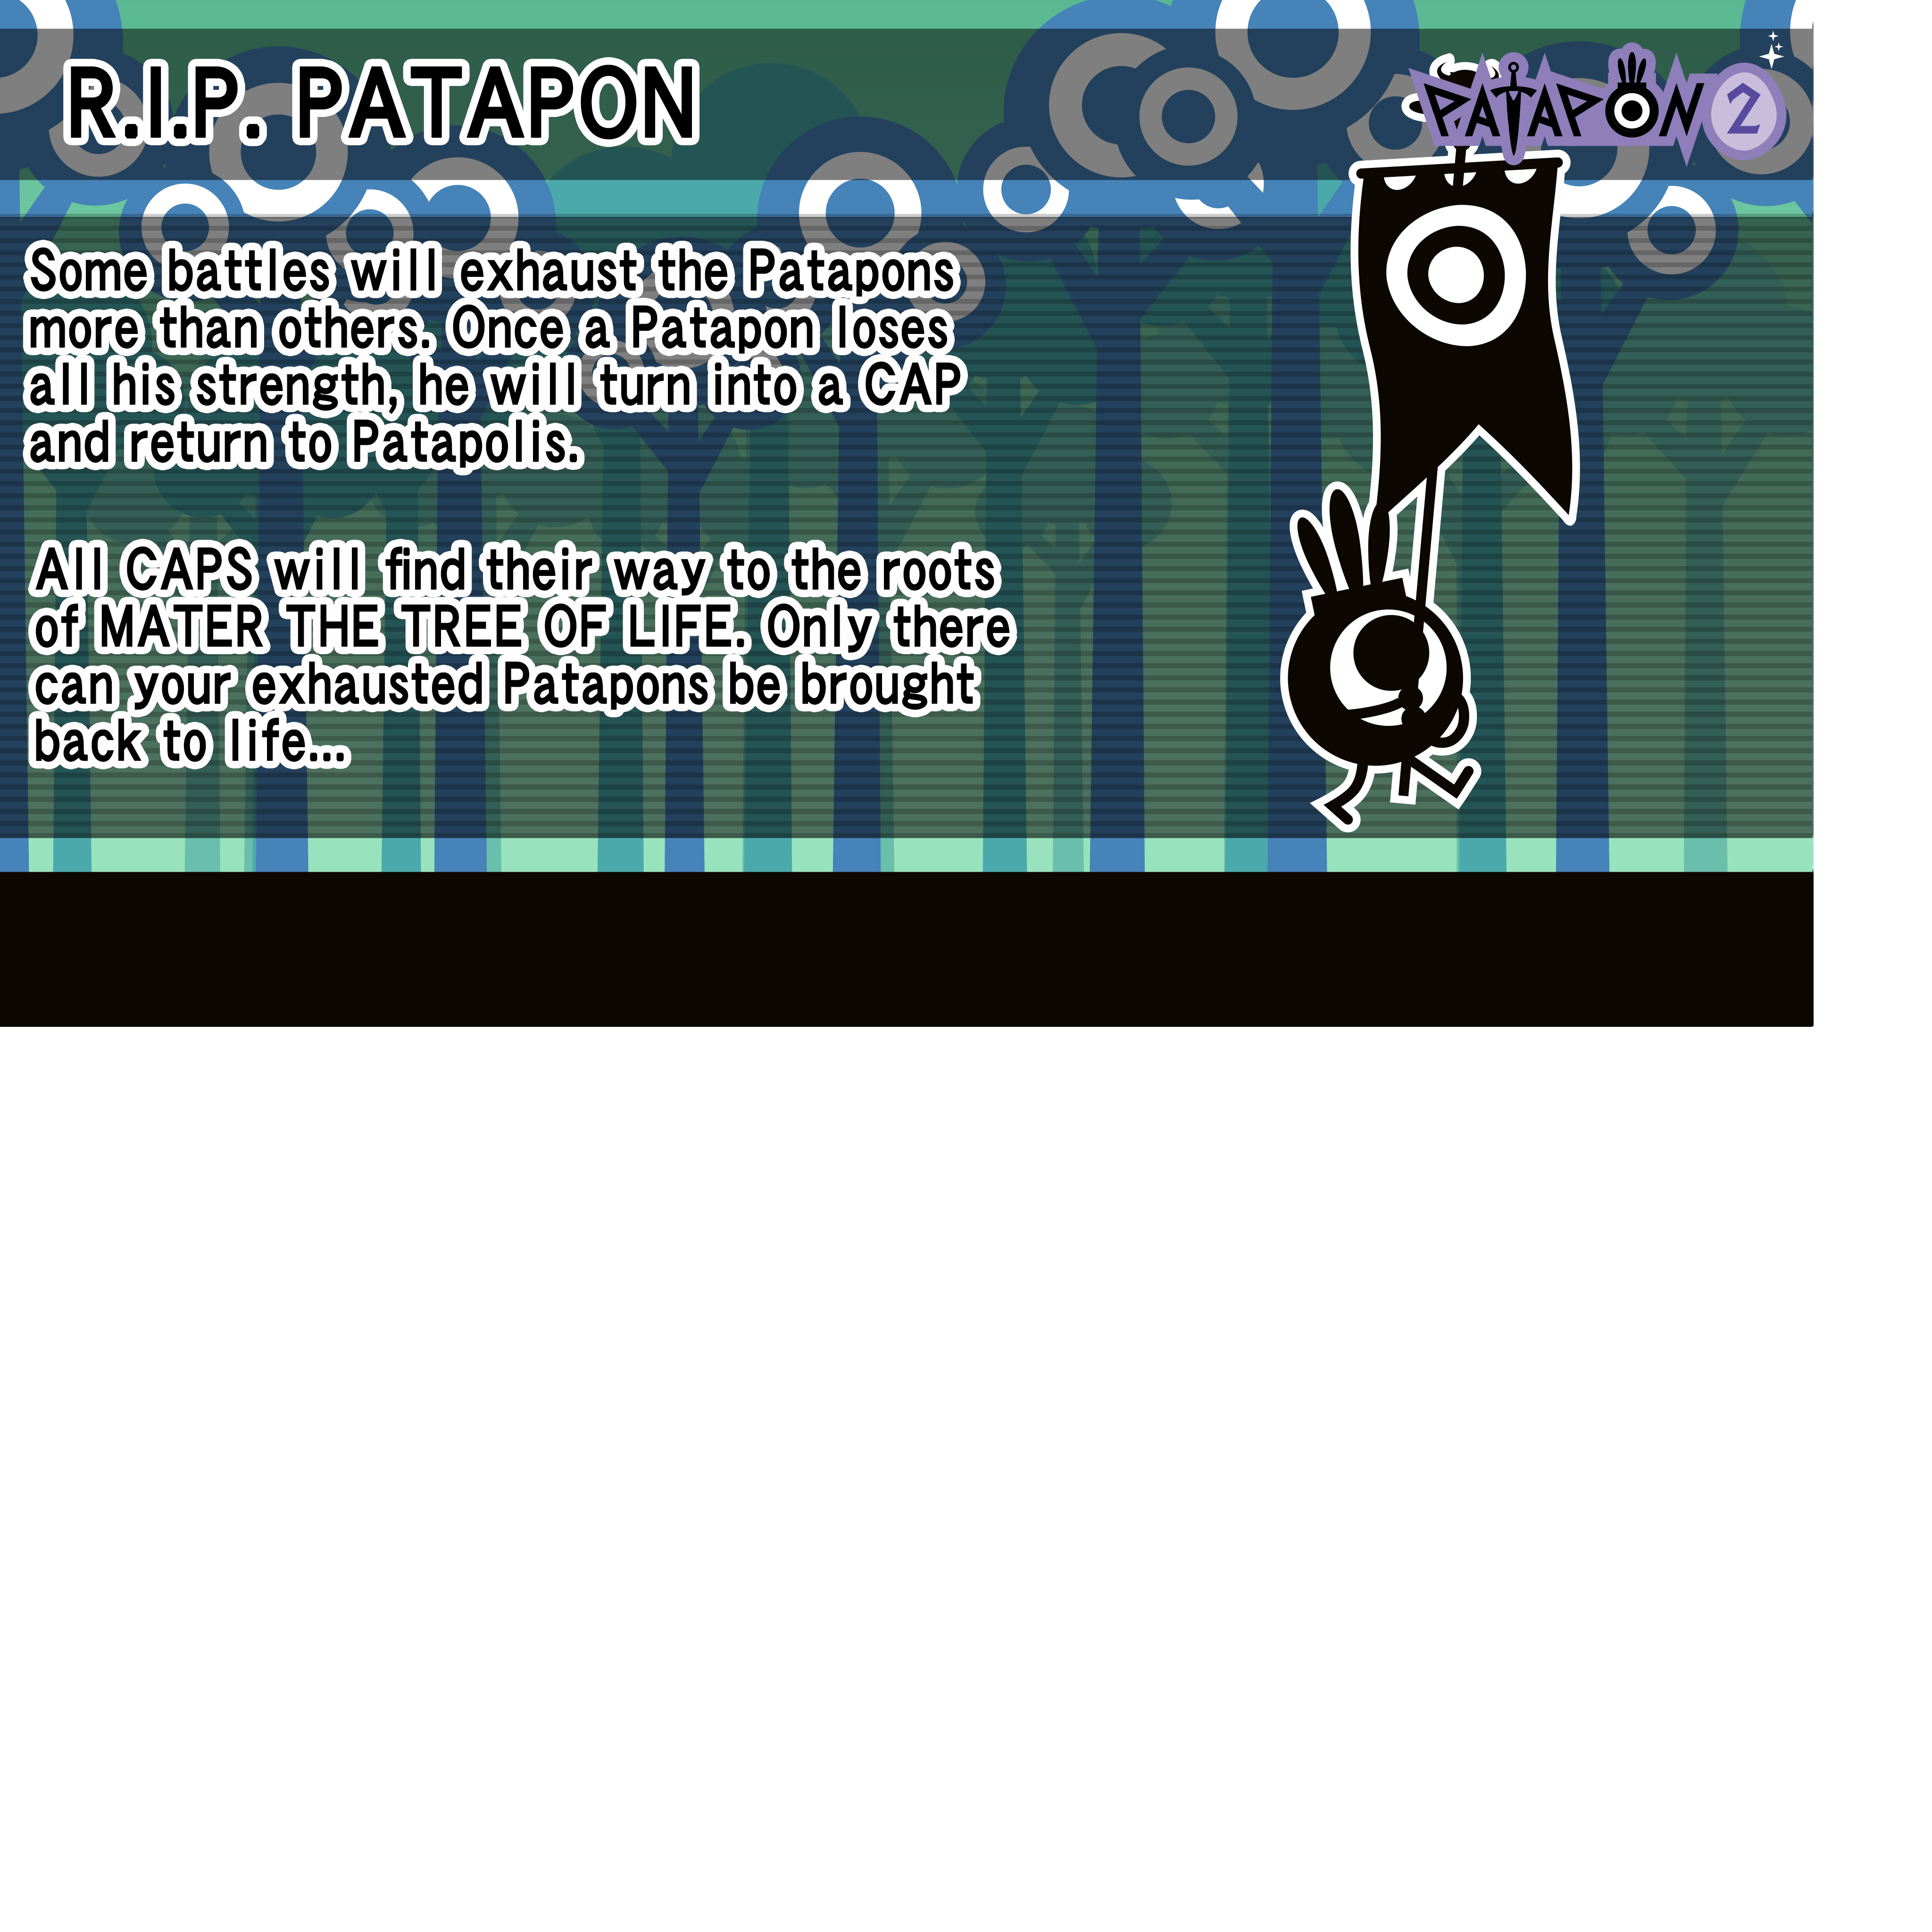 R.I.P. PATAPON
PATAPON 2
Some battles will exhaust the Patapons
more than others. Once a Patapon loses
all his strength, he will turn into a CAP
and return to Patapolis.
All CAPS will find their way to the roots
of MATER THE TREE OF LIFE. Only there
can your exhausted Patapons be brought
back to life...